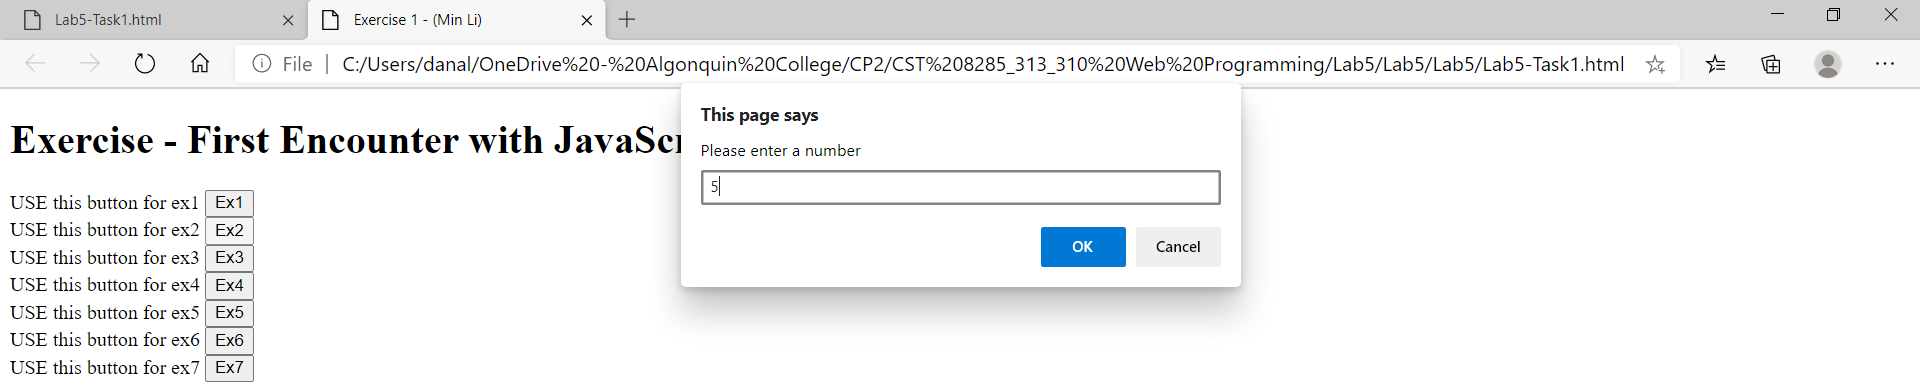 Lab5-Task1.html
Exercise 1 - (Min Li)
File | C:/Users/danal/OneDrive%20-%20Algonquin%20College/CP2/CST%208285_313_310%20Web%20Programming/Lab5/Lab5/Lab5/Lab5-Task1.html
This page says
Please enter a number
5
OK Cancel
Exercise - First Encounter with JavaScr
USE this button for ex1 Ex1
USE this button for ex2 Ex2
USE this button for ex3 Ex3
USE this button for ex4 Ex4
USE this button for ex5 Ex5
USE this button for ex6 Ex6
USE this button for ex7 Ex7